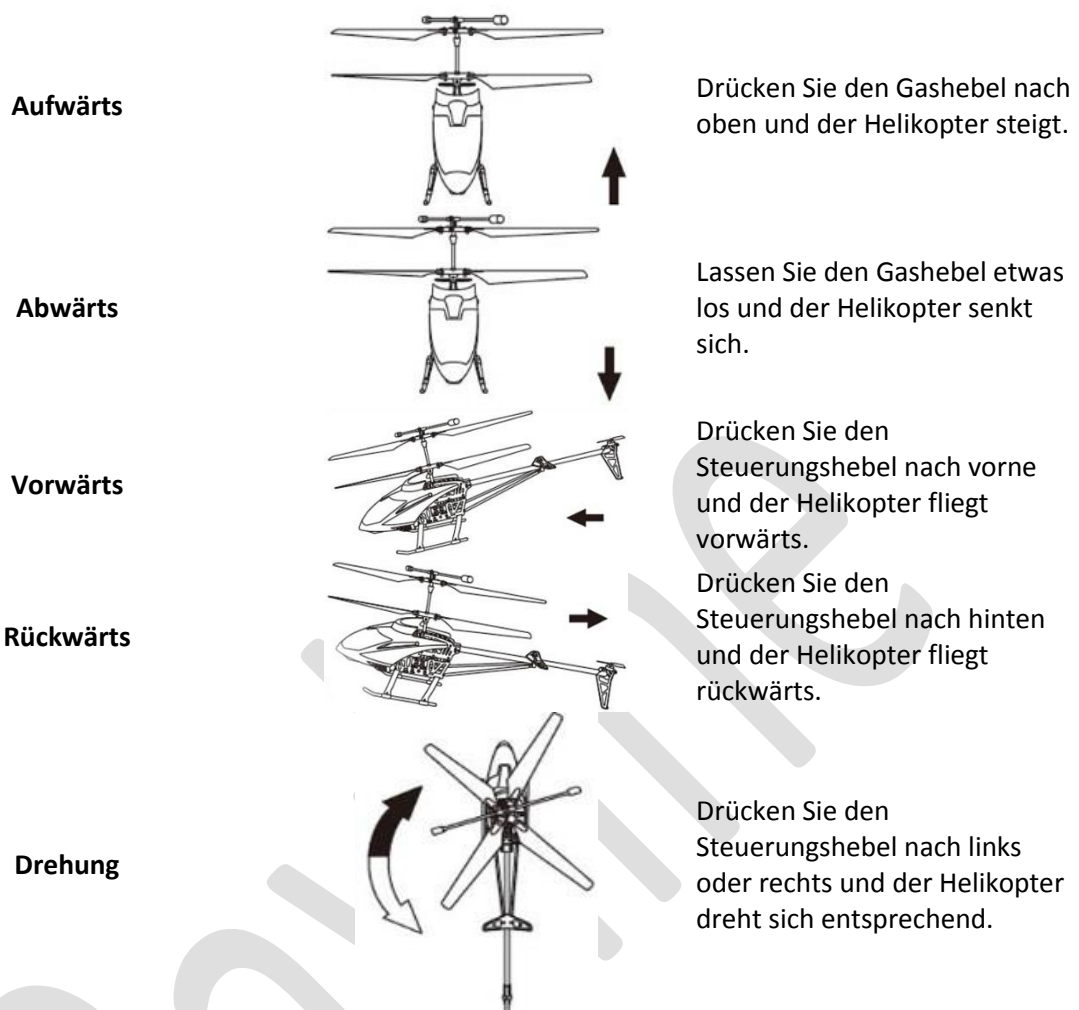 Aufwärts
Drücken Sie den Gashebel nach
oben und der Helikopter steigt.
Abwärts
Lassen Sie den Gashebel etwas
los und der Helikopter senkt
sich.
Vorwärts
Drücken Sie den
Steuerungshebel nach vorne
und der Helikopter fliegt
vorwärts.
Rückwärts
Drücken Sie den
Steuerungshebel nach hinten
und der Helikopter fliegt
rückwärts.
Drehung
Drücken Sie den
Steuerungshebel nach links
oder rechts und der Helikopter
dreht sich entsprechend.